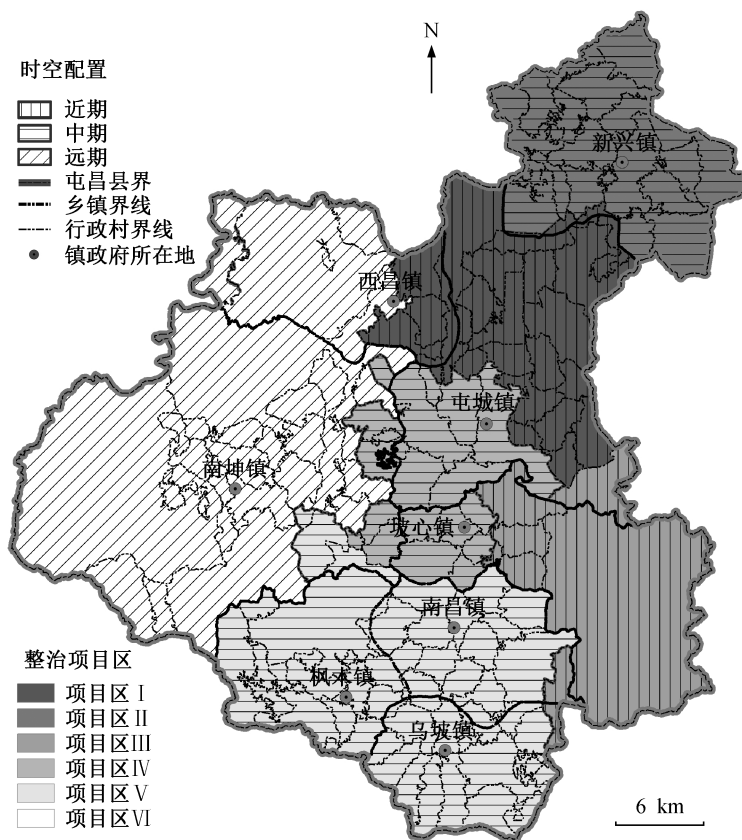 N
时空配置
近期
中期
远期
屯昌县界
乡镇界线
行政村界线
镇政府所在地
新兴镇
西昌镇
屯城镇
南坤镇
坡心镇
南吕镇
枫木镇
乌坡镇
整治项目区
项目区 I
项目区 II
项目区III
项目区 IV
项目区 V
项目区 VI
6 km